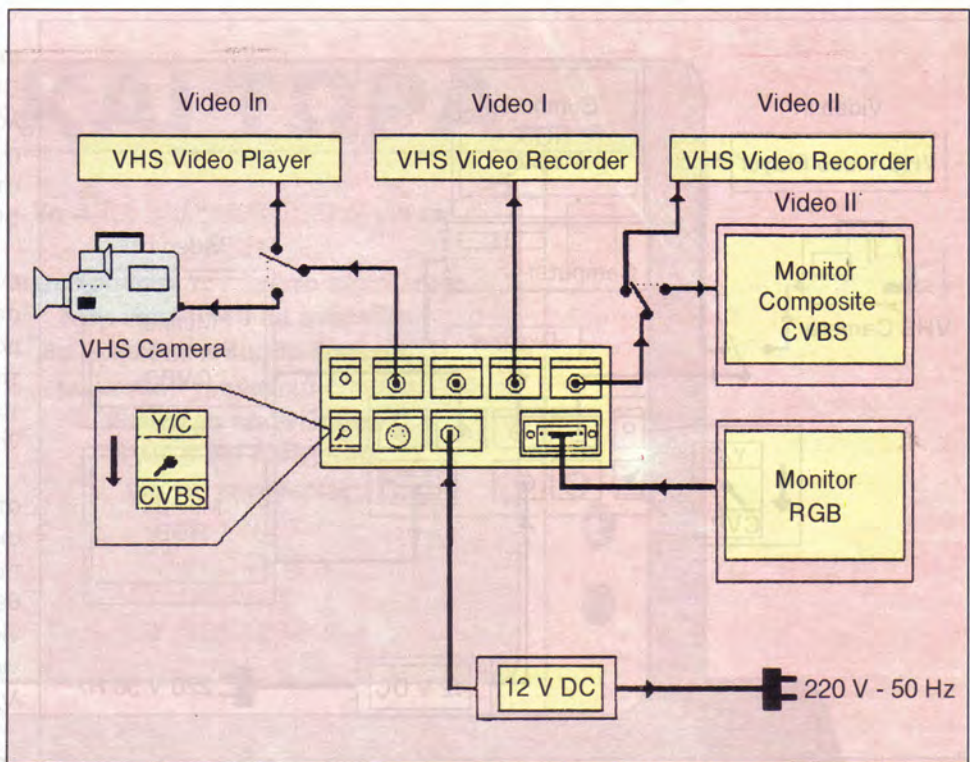 Video In
Video I
Video II
VHS Video Player
VHS Video Recorder
VHS Video Recorder
Video II
Monitor
Composite
CVBS
VHS Camera
Y/C
CVBS
Monitor
RGB
12 V DC
220 V - 50 Hz